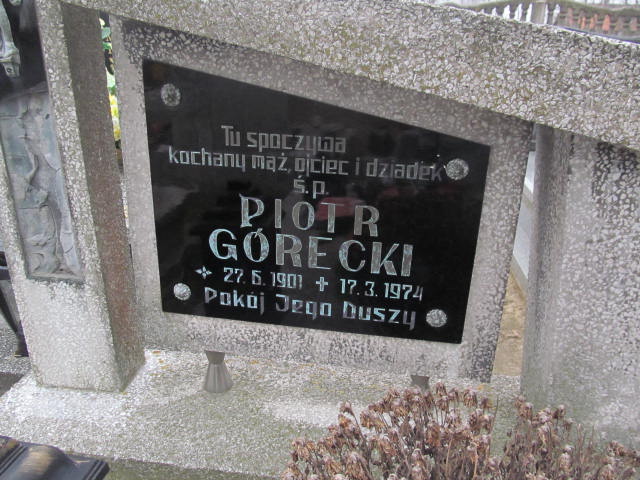 Tu spoczywa
kochany mąż, ojciec i dziadek
ś.p.
PIOTR
GÓRECKI
27.6.1901 + 17.3.1974
Pokój Jego Duszy